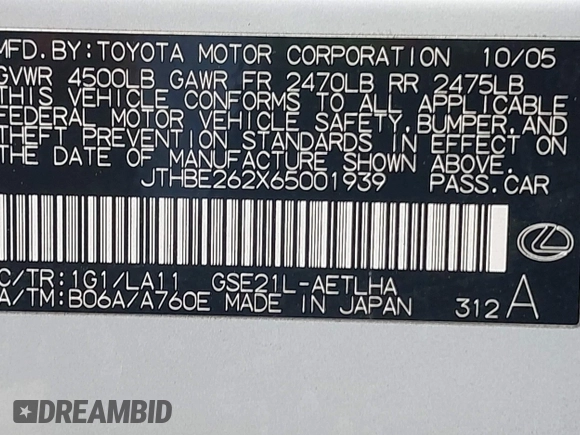 MFD. BY: TOYOTA MOTOR CORPORATION 10/05
GVWR 4500LB GAWR FR 2470LB RR 2475LB
THIS VEHICLE CONFORMS TO ALL APPLICABLE
FEDERAL MOTOR VEHICLE SAFETY, BUMPER, AND
THEFT PREVENTION STANDARDS IN EFFECT ON
THE DATE OF MANUFACTURE SHOWN ABOVE.
JTHBE262X65001939 PASS. CAR
C/TR: 1G1/LA11 GSE21L-AETLHA
A/TM: B06A/A760E MADE IN JAPAN 312 A
DREAMBID